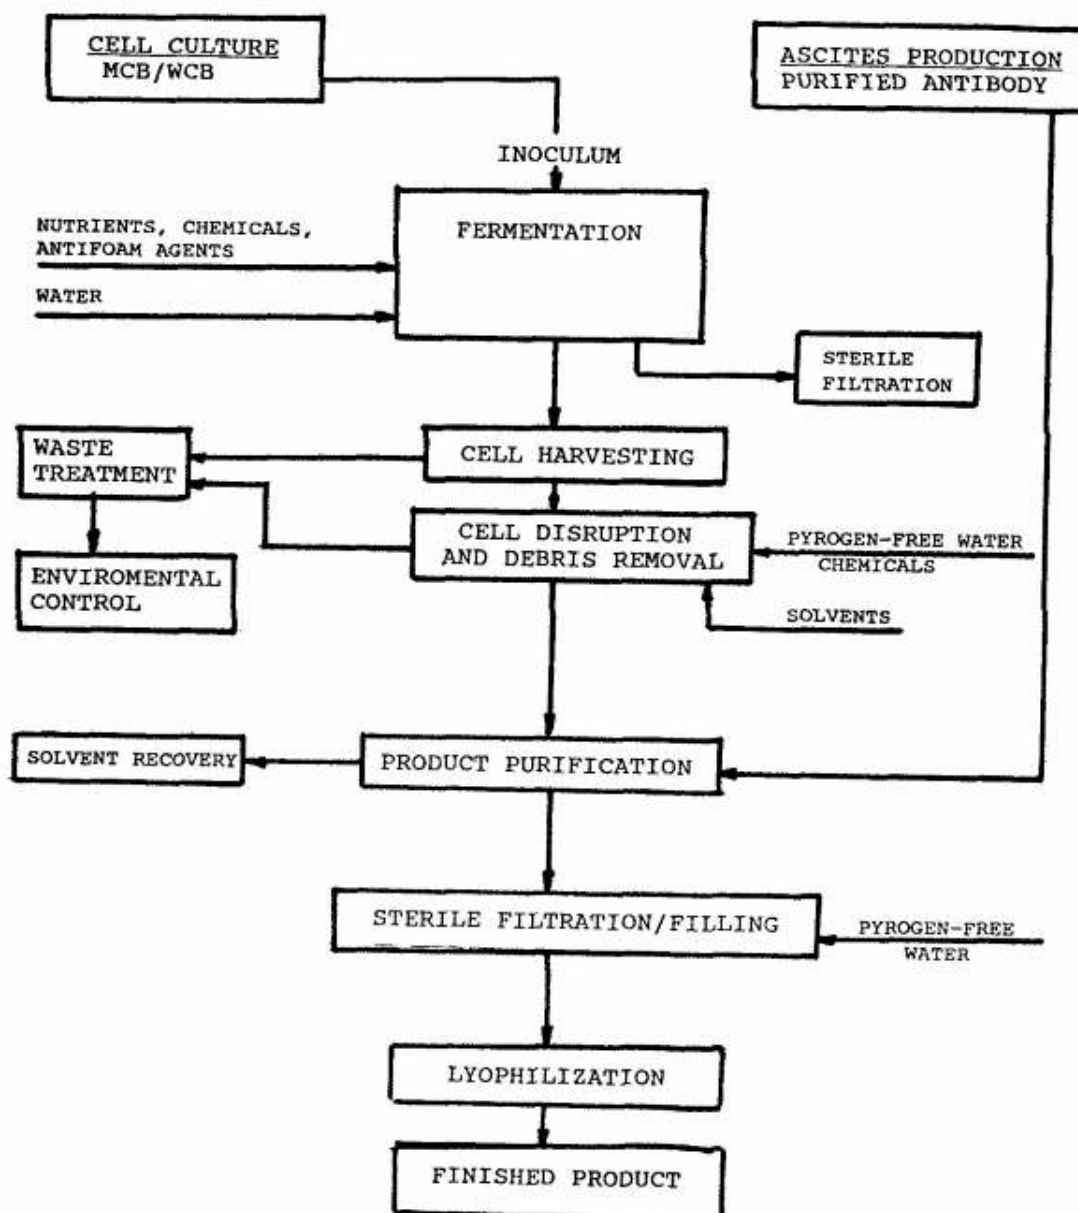 CELL CULTURE
MCB/WCB
ASCITES PRODUCTION
PURIFIED ANTIBODY
INOCULUM
FERMENTATION
NUTRIENTS, CHEMICALS,
ANTIFOAM AGENTS
WATER
STERILE
FILTRATION
WASTE
TREATMENT
CELL HARVESTING
CELL DISRUPTION
AND DEBRIS REMOVAL
PYROGEN-FREE WATER
CHEMICALS
ENVIROMENTAL
CONTROL
SOLVENTS
SOLVENT RECOVERY
PRODUCT PURIFICATION
STERILE FILTRATION/FILLING
PYROGEN-FREE
WATER
LYOPHILIZATION
FINISHED PRODUCT